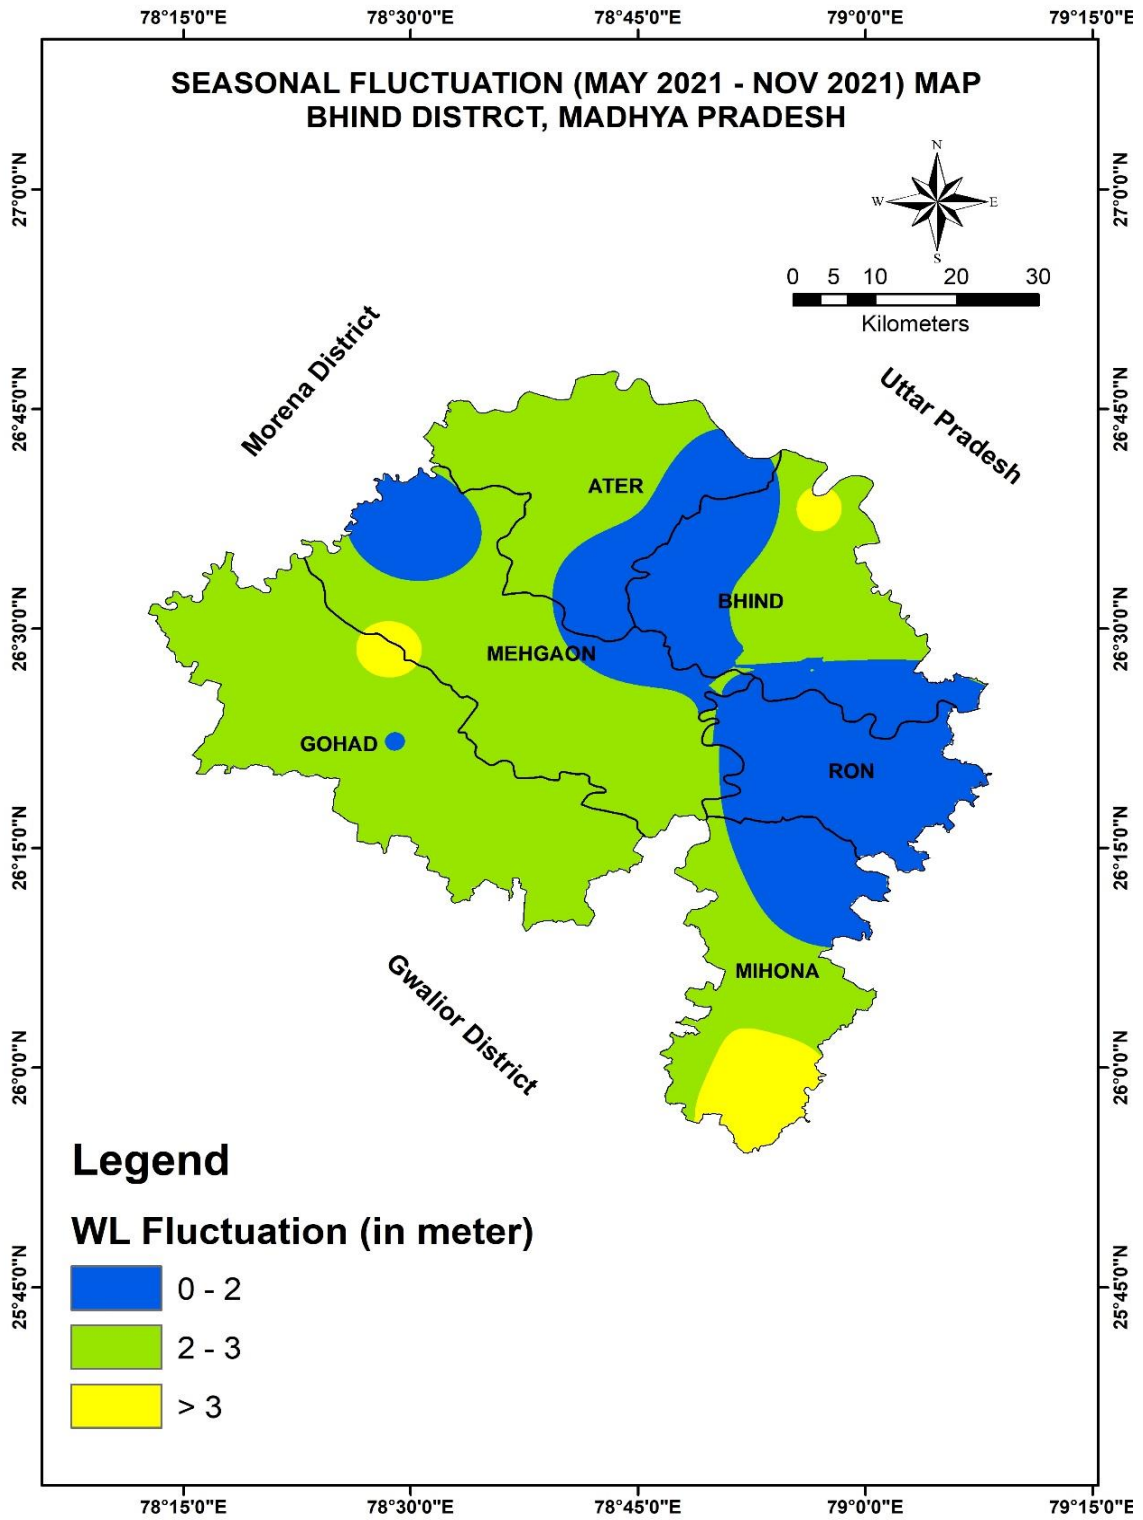 78°15'0"E 78°30'0"E 78°45'0"E 79°0'0"E 79°15'0"E
SEASONAL FLUCTUATION (MAY 2021 - NOV 2021) MAP
BHIND DISTRCT, MADHYA PRADESH
N
W E
S
27°0'0"N 27°0'0"N
0 5 10 20 30
Kilometers
Morena District
Uttar Pradesh
26°45'0"N 26°45'0"N
ATER
BHIND
26°30'0"N 26°30'0"N
MEHGAON
GOHAD
RON
26°15'0"N 26°15'0"N
MIHONA
Gwalior District
26°0'0"N 26°0'0"N
Legend
WL Fluctuation (in meter)
25°45'0"N 25°45'0"N
0 - 2
2 - 3
> 3
78°15'0"E 78°30'0"E 78°45'0"E 79°0'0"E 79°15'0"E